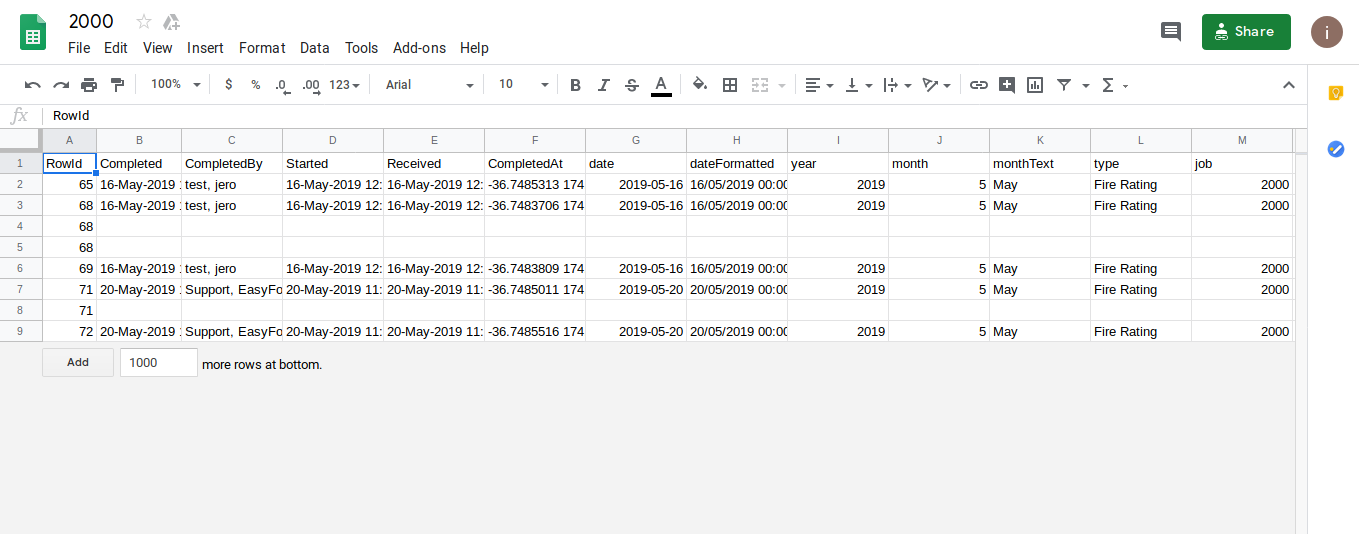 2000
File Edit View Insert Format Data Tools Add-ons Help
Share
i
100% $ % .0 .00 123 Arial 10 B I S A
fx RowId
A B C D E F G H I J K L M
1 RowId Completed CompletedBy Started Received CompletedAt date dateFormatted year month monthText type job
2 65 16-May-2019 test, jero 16-May-2019 12: 16-May-2019 12: -36.7485313 174 2019-05-16 16/05/2019 00:00 2019 5 May Fire Rating 2000
3 68 16-May-2019 test, jero 16-May-2019 12: 16-May-2019 12: -36.7483706 174 2019-05-16 16/05/2019 00:00 2019 5 May Fire Rating 2000
4 68
5 68
6 69 16-May-2019 test, jero 16-May-2019 12: 16-May-2019 12: -36.7483809 174 2019-05-16 16/05/2019 00:00 2019 5 May Fire Rating 2000
7 71 20-May-2019 Support, EasyFo 20-May-2019 11: 20-May-2019 11: -36.7485011 174 2019-05-20 20/05/2019 00:00 2019 5 May Fire Rating 2000
8 71
9 72 20-May-2019 Support, EasyFo 20-May-2019 11: 20-May-2019 11: -36.7485516 174 2019-05-20 20/05/2019 00:00 2019 5 May Fire Rating 2000
Add 1000 more rows at bottom.